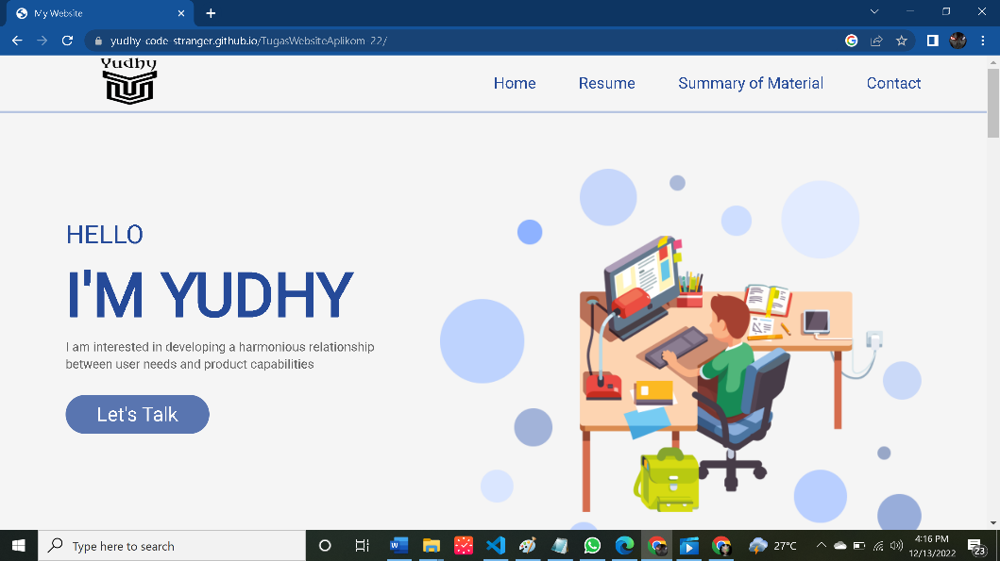 My Website
yudhy-code-stranger.github.io/TugasWebsiteAplikom-22/
Yudhy
Home
Resume
Summary of Material
Contact
HELLO
I'M YUDHY
I am interested in developing a harmonious relationship
between user needs and product capabilities
Let's Talk
Type here to search
27°C
4:16 PM
12/13/2022
23